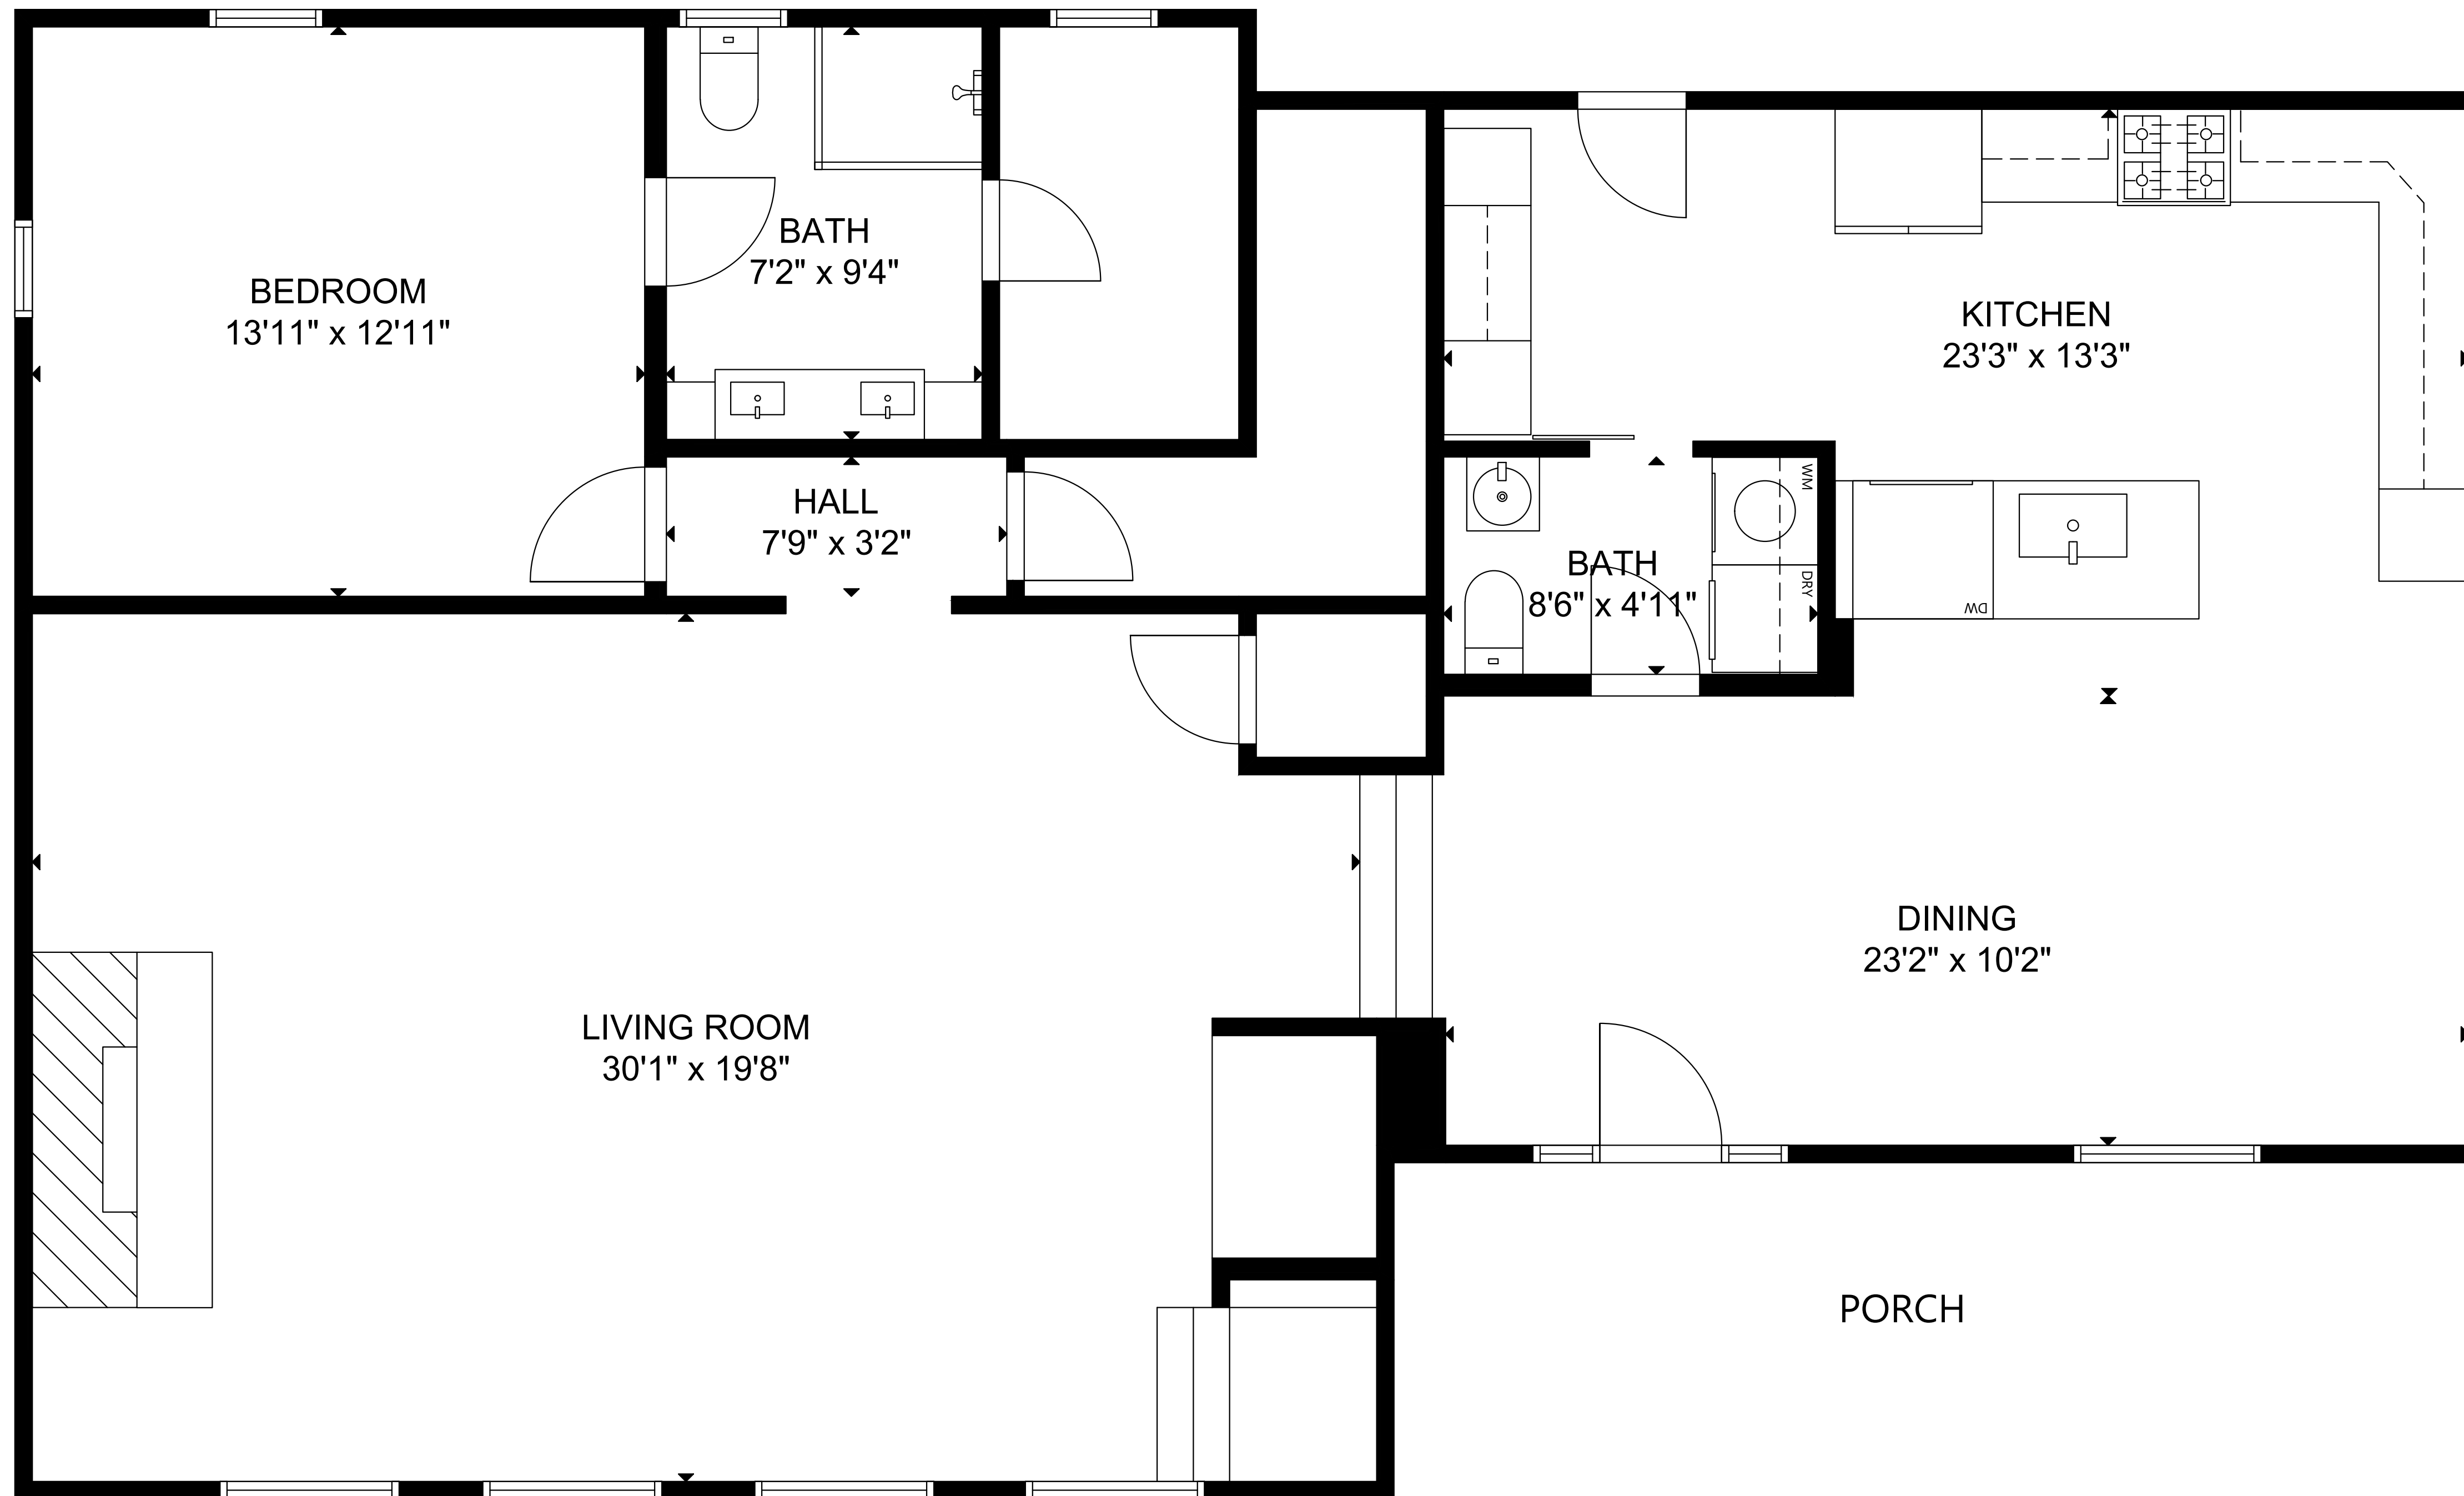 BEDROOM
13'11" x 12'11"
BATH
7'2" x 9'4"
HALL
7'9" x 3'2"
KITCHEN
23'3" x 13'3"
BATH
8'6" x 4'11"
WM
DRY
DW
DINING
23'2" x 10'2"
LIVING ROOM
30'1" x 19'8"
PORCH